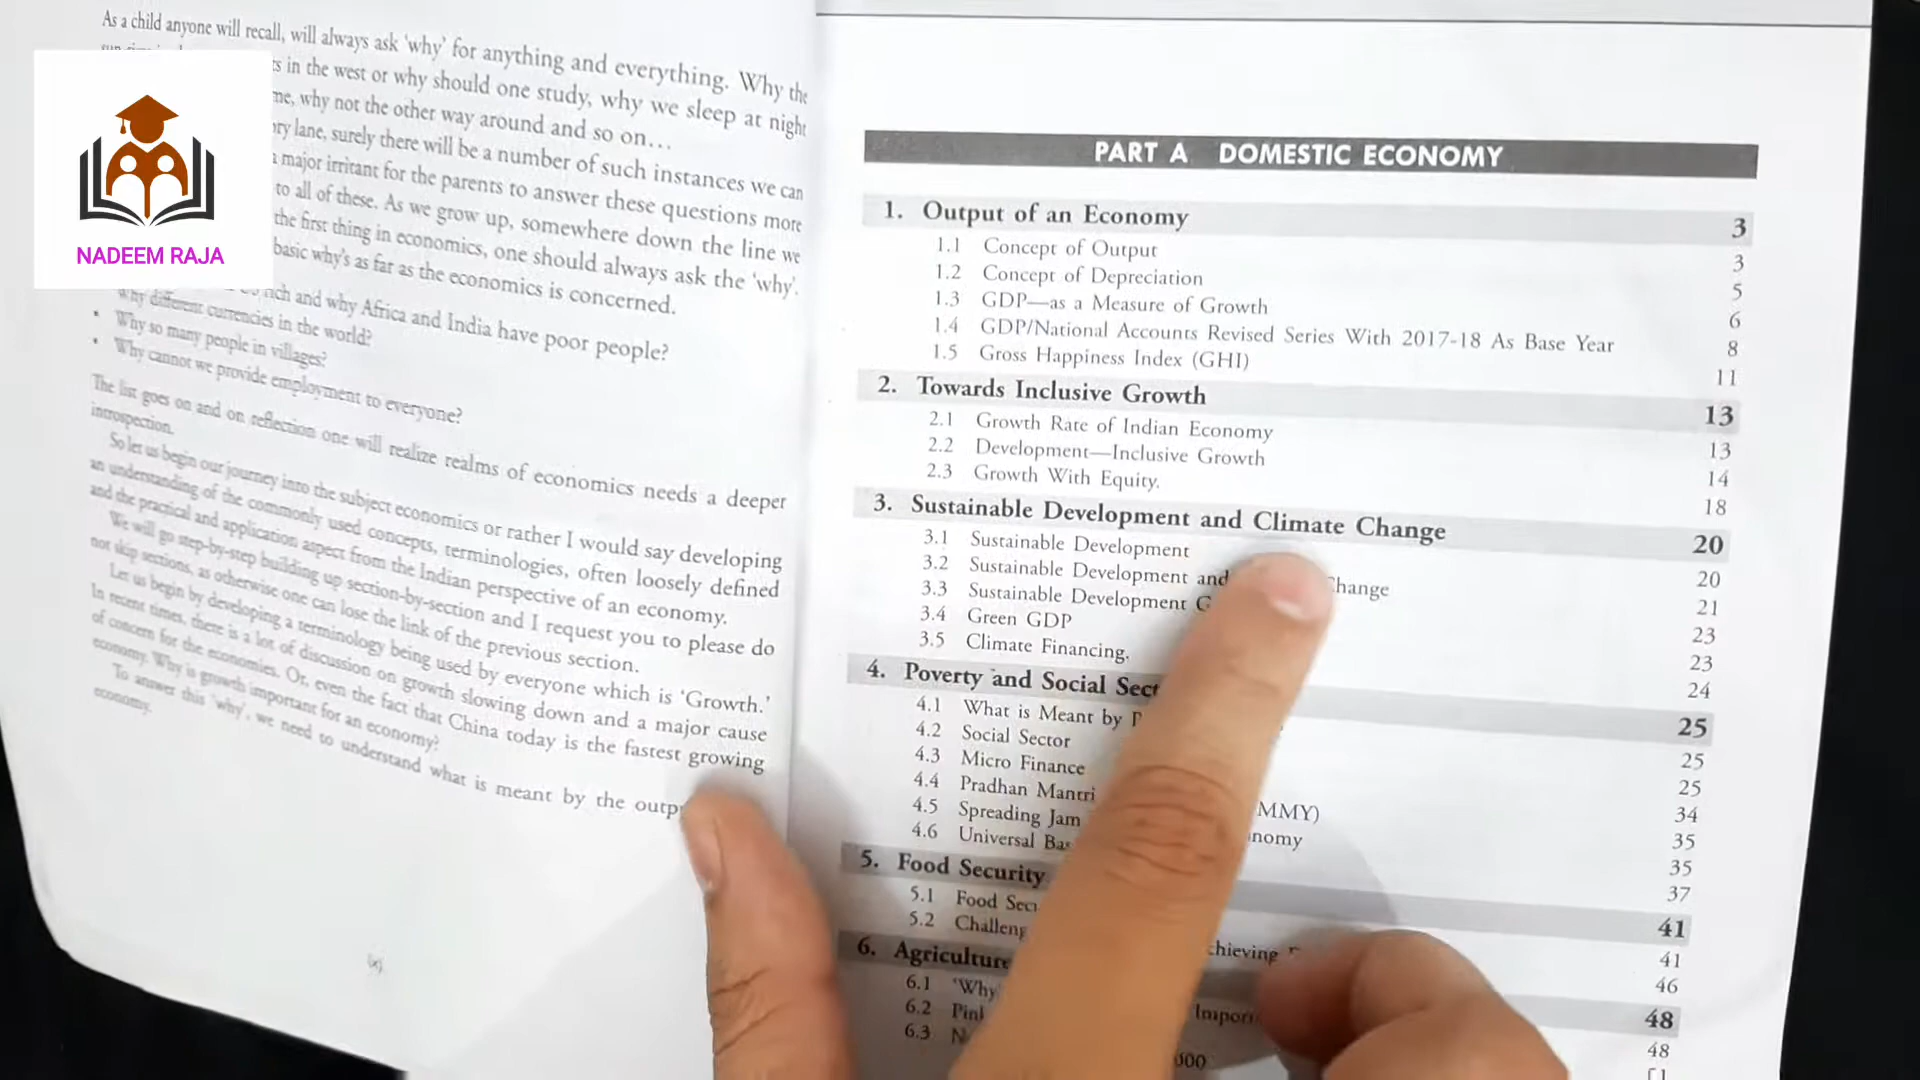 As a child anyone will recall, will always ask 'why' for anything and everything. Why the
s in the west or why should one study, why we sleep at night
me, why not the other way around and so on…
ry lane, surely there will be a number of such instances we can
a major irritant for the parents to answer these questions more
to all of these. As we grow up, somewhere down the line we
the first thing in economics, one should always ask the 'why'.
basic why's as far as the economics is concerned.
rich and why Africa and India have poor people?
Why different currencies in the world?
• Why so many people in villages?
• Why cannot we provide employment to everyone?
The list goes on and on reflection one will realize realms of economics needs a deeper
introspection.
So let us begin our journey into the subject economics or rather I would say developing
an understanding of the commonly used concepts, terminologies, often loosely defined
and the practical and application aspect from the Indian perspective of an economy.
We will go step-by-step building up section-by-section and I request you to please do
not skip sections, as otherwise one can lose the link of the previous section.
Let us begin by developing a terminology being used by everyone which is 'Growth.'
In recent times, there is a lot of discussion on growth slowing down and a major cause
of concern for the economies. Or, even the fact that China today is the fastest growing
economy. Why is growth important for an economy?
To answer this 'why', we need to understand what is meant by the outp
economy.
(x)
NADEEM RAJA
PART A DOMESTIC ECONOMY
1. Output of an Economy 3
1.1 Concept of Output 3
1.2 Concept of Depreciation 5
1.3 GDP—as a Measure of Growth 6
1.4 GDP/National Accounts Revised Series With 2017-18 As Base Year 8
1.5 Gross Happiness Index (GHI) 11
2. Towards Inclusive Growth 13
2.1 Growth Rate of Indian Economy 13
2.2 Development—Inclusive Growth 14
2.3 Growth With Equity. 18
3. Sustainable Development and Climate Change 20
3.1 Sustainable Development 20
3.2 Sustainable Development and Change 21
3.3 Sustainable Development G 23
3.4 Green GDP 23
3.5 Climate Financing. 24
4. Poverty and Social Sect 25
4.1 What is Meant by P 25
4.2 Social Sector 25
4.3 Micro Finance 34
4.4 Pradhan Mantri MMY) 35
4.5 Spreading Jam nomy 35
4.6 Universal Bas 37
5. Food Security 41
5.1 Food Secu 41
5.2 Challeng chieving 46
6. Agriculture 48
6.1 'Why 48
6.2 Pink Impor
6.3 N 000